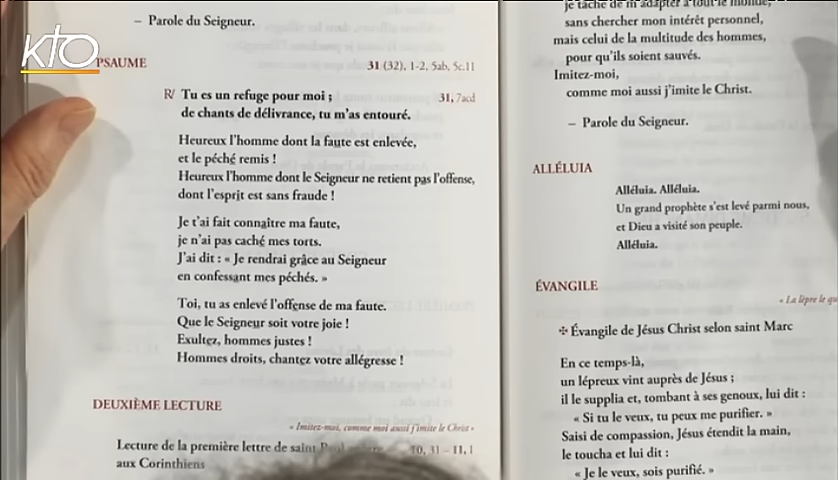 KTO
– Parole du Seigneur.
PSAUME
31 (32), 1-2, 5ab, 5c.11
R/ Tu es un refuge pour moi ;
31, 7acd
de chants de délivrance, tu m'as entouré.
Heureux l'homme dont la faute est enlevée,
et le péché remis !
Heureux l'homme dont le Seigneur ne retient pas l'offense,
dont l'esprit est sans fraude !
Je t'ai fait connaître ma faute,
je n'ai pas caché mes torts.
J'ai dit : « Je rendrai grâce au Seigneur
en confessant mes péchés. »
Toi, tu as enlevé l'offense de ma faute.
Que le Seigneur soit votre joie !
Exultez, hommes justes !
Hommes droits, chantez votre allégresse !
DEUXIÈME LECTURE
« Imitez-moi, comme moi aussi j'imite le Christ »
Lecture de la première lettre de saint 10, 31 – 11, 1
aux Corinthiens
je tâche de m'adapter à tout le monde,
sans chercher mon intérêt personnel,
mais celui de la multitude des hommes,
pour qu'ils soient sauvés.
Imitez-moi,
comme moi aussi j'imite le Christ.
– Parole du Seigneur.
ALLÉLUIA
Alléluia. Alléluia.
Un grand prophète s'est levé parmi nous,
et Dieu a visité son peuple.
Alléluia.
ÉVANGILE
« La lèpre le
✠ Évangile de Jésus Christ selon saint Marc
En ce temps-là,
un lépreux vint auprès de Jésus ;
il le supplia et, tombant à ses genoux, lui dit :
« Si tu le veux, tu peux me purifier. »
Saisi de compassion, Jésus étendit la main,
le toucha et lui dit :
« Je le veux, sois purifié. »